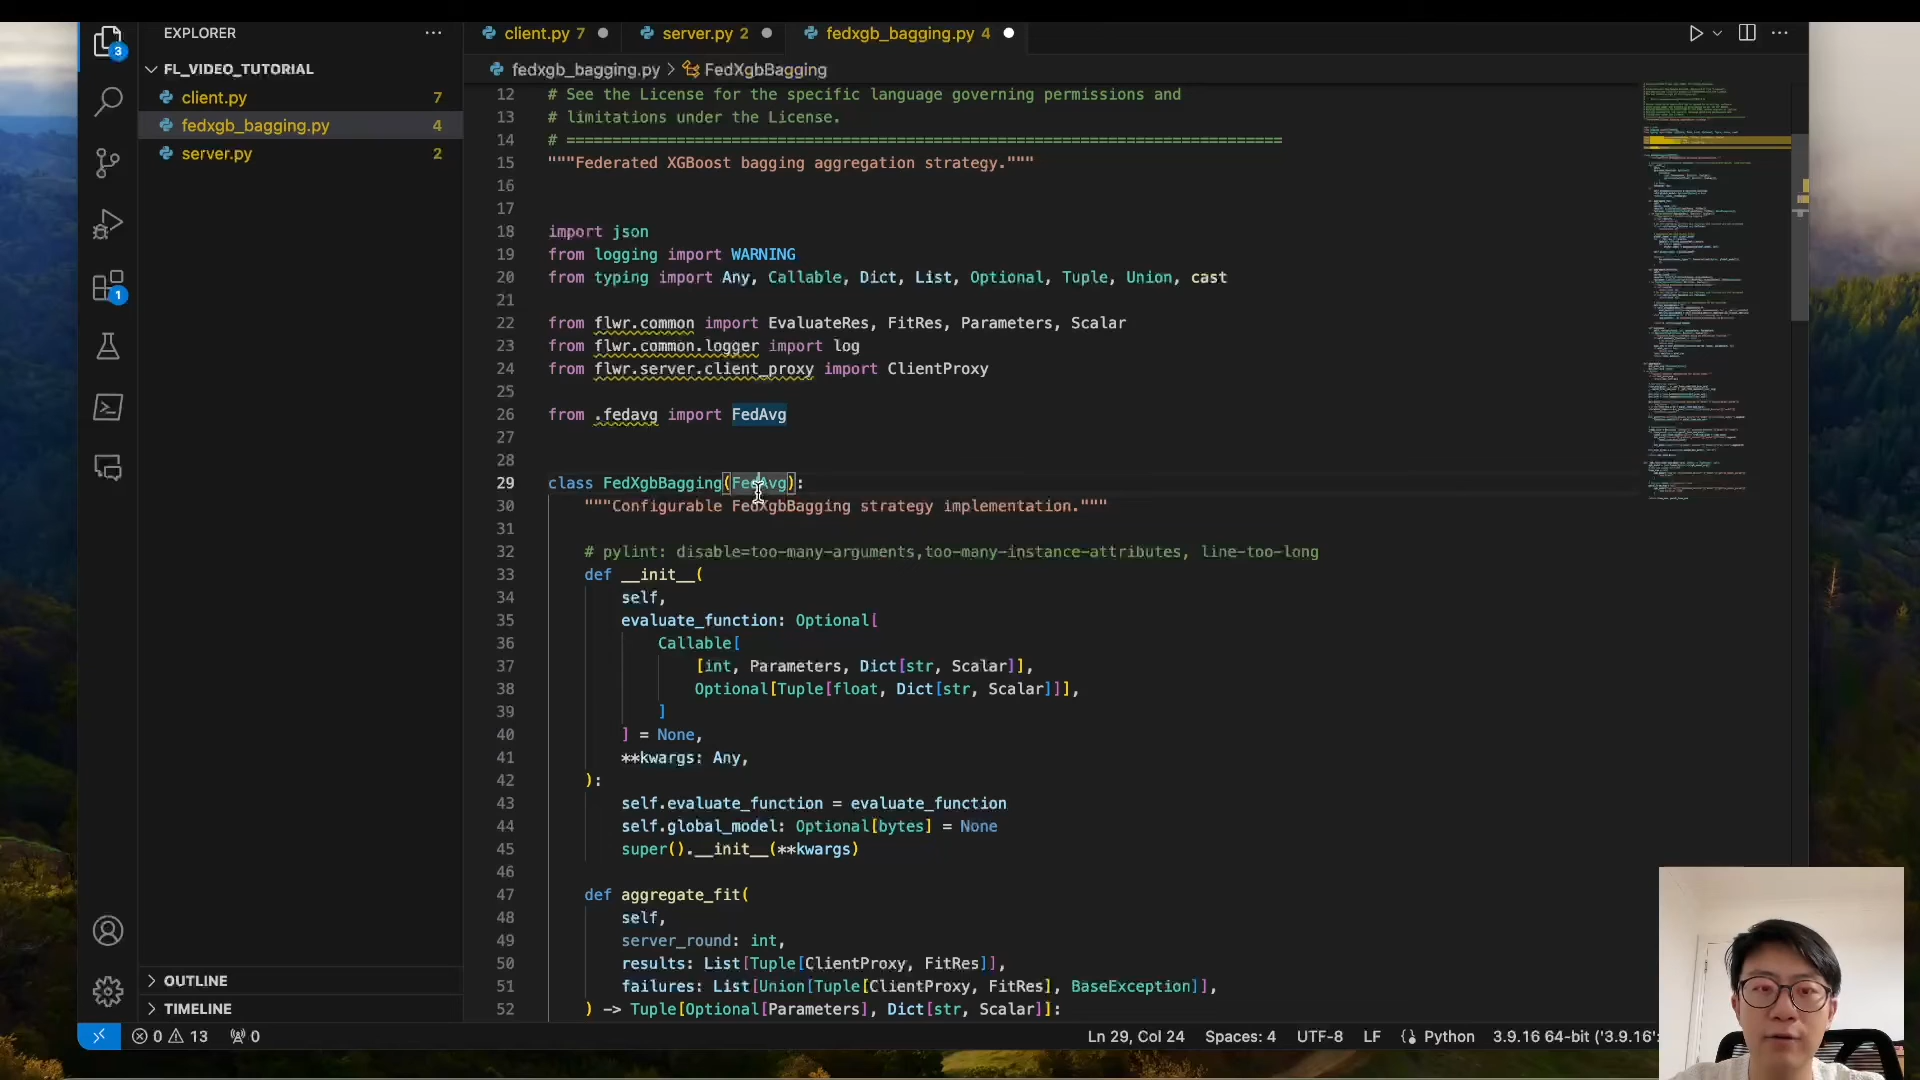 EXPLORER
3
FL_VIDEO_TUTORIAL
client.py 7
fedxgb_bagging.py 4
server.py 2
1
OUTLINE
TIMELINE
client.py 7
server.py 2
fedxgb_bagging.py 4
fedxgb_bagging.py > FedXgbBagging
12 # See the License for the specific language governing permissions and
13 # limitations under the License.
14 # ==============================================================================
15 """Federated XGBoost bagging aggregation strategy."""
16
17
18 import json
19 from logging import WARNING
20 from typing import Any, Callable, Dict, List, Optional, Tuple, Union, cast
21
22 from flwr.common import EvaluateRes, FitRes, Parameters, Scalar
23 from flwr.common.logger import log
24 from flwr.server.client_proxy import ClientProxy
25
26 from .fedavg import FedAvg
27
28
29 class FedXgbBagging(FedAvg):
30 """Configurable FedXgbBagging strategy implementation."""
31
32 # pylint: disable=too-many-arguments,too-many-instance-attributes, line-too-long
33 def __init__(
34 self,
35 evaluate_function: Optional[
36 Callable[
37 [int, Parameters, Dict[str, Scalar]],
38 Optional[Tuple[float, Dict[str, Scalar]]],
39 ]
40 ] = None,
41 **kwargs: Any,
42 ):
43 self.evaluate_function = evaluate_function
44 self.global_model: Optional[bytes] = None
45 super().__init__(**kwargs)
46
47 def aggregate_fit(
48 self,
49 server_round: int,
50 results: List[Tuple[ClientProxy, FitRes]],
51 failures: List[Union[Tuple[ClientProxy, FitRes], BaseException]],
52 ) -> Tuple[Optional[Parameters], Dict[str, Scalar]]:
0 13 0 Ln 29, Col 24 Spaces: 4 UTF-8 LF Python 3.9.16 64-bit ('3.9.16'